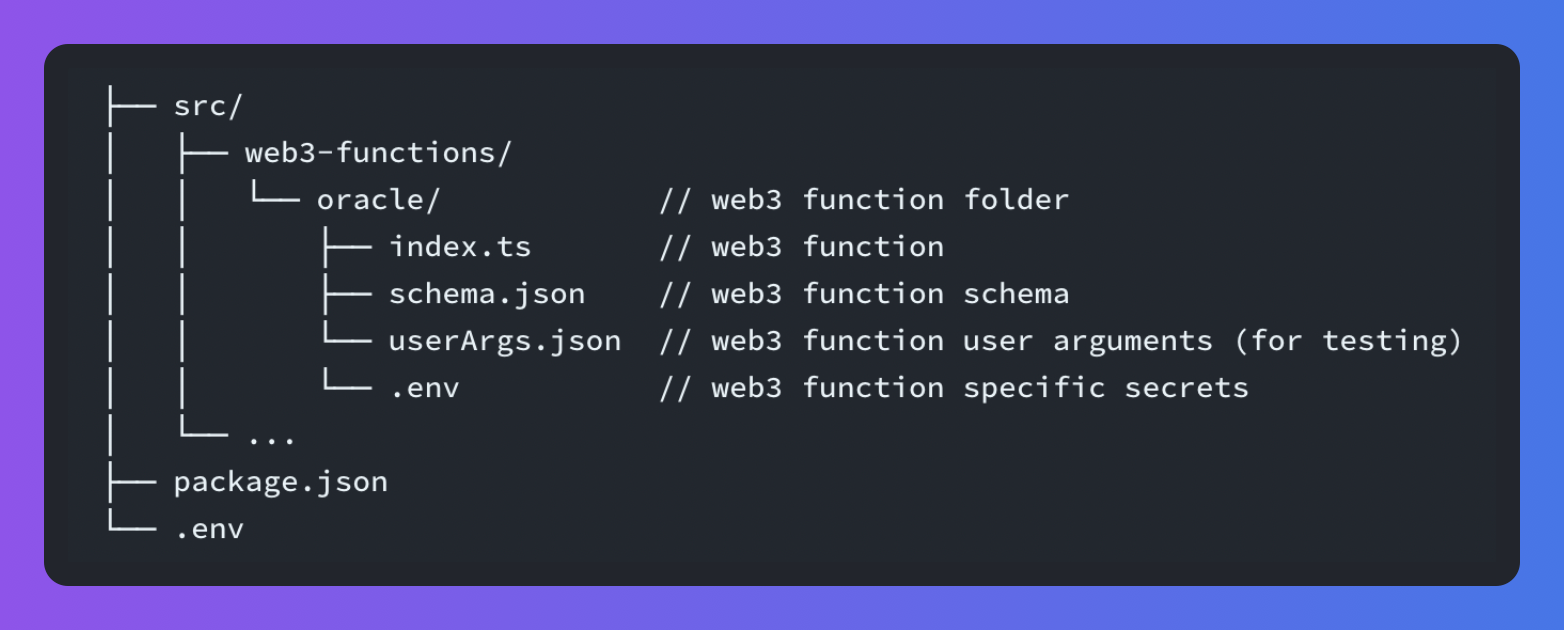 ├── src/
│   ├── web3-functions/
│   │   └── oracle/            // web3 function folder
│   │       ├── index.ts       // web3 function
│   │       ├── schema.json    // web3 function schema
│   │       └── userArgs.json  // web3 function user arguments (for testing)
│   │       └── .env           // web3 function specific secrets
│   └── ...
├── package.json
└── .env